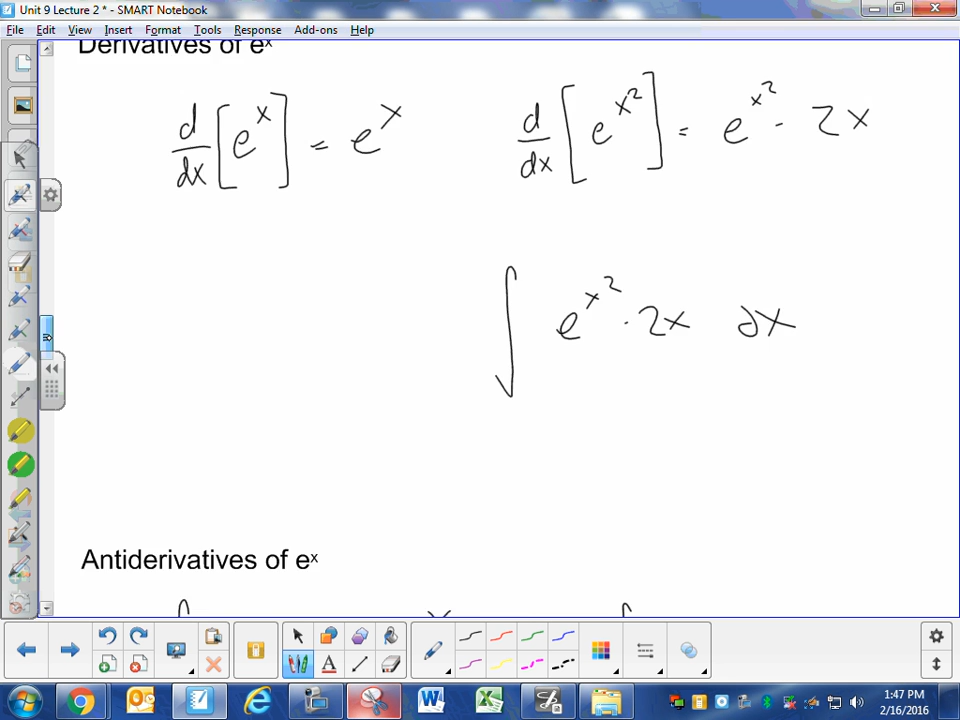 Unit 9 Lecture 2 * - SMART Notebook
File Edit View Insert Format Tools Response Add-ons Help
Derivatives of eˣ
d/dx [eˣ] = eˣ
d/dx [e^x²] = e^x² · 2x
∫ e^x² · 2x dx
Antiderivatives of eˣ
1:47 PM
2/16/2016